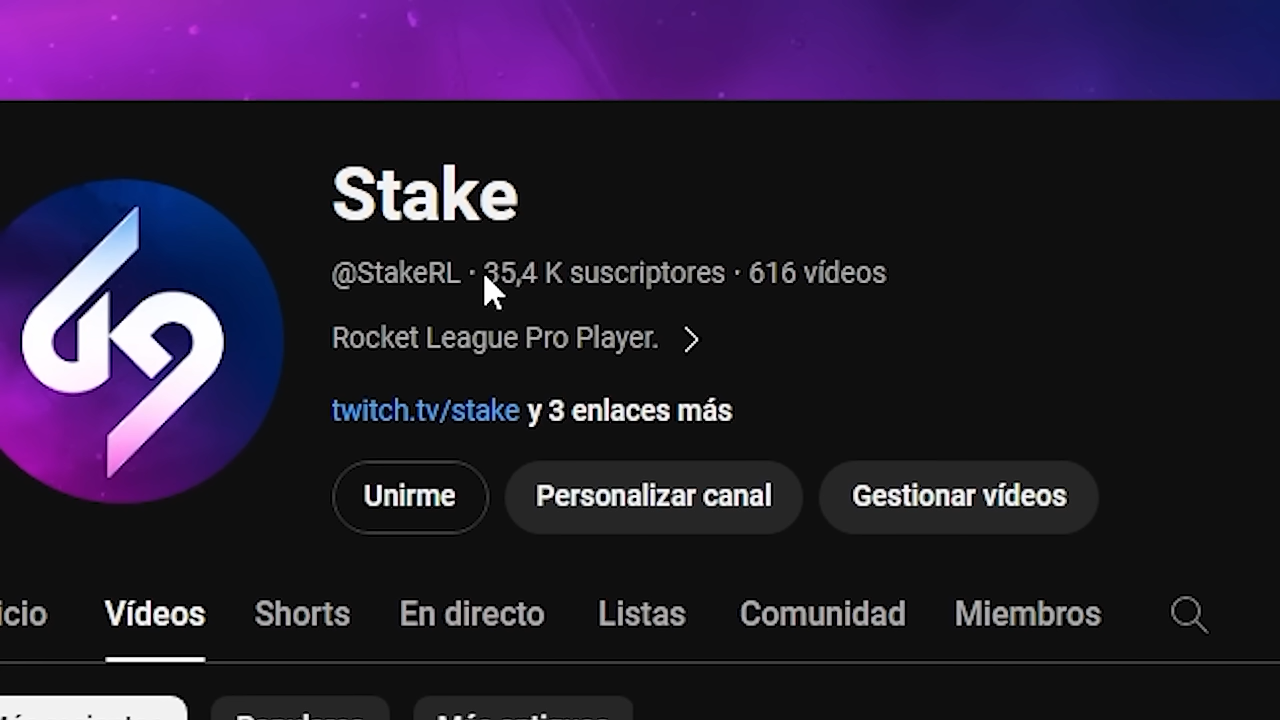 Stake
@StakeRL · 35,4 K suscriptores · 616 vídeos
Rocket League Pro Player.
twitch.tv/stake y 3 enlaces más
Unirme Personalizar canal Gestionar vídeos
Vídeos Shorts En directo Listas Comunidad Miembros